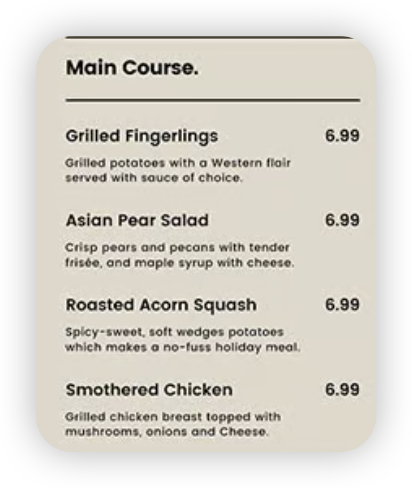 Main Course.
Grilled Fingerlings 6.99
Grilled potatoes with a Western flair
served with sauce of choice.
Asian Pear Salad 6.99
Crisp pears and pecans with tender
frisée, and maple syrup with cheese.
Roasted Acorn Squash 6.99
Spicy-sweet, soft wedges potatoes
which makes a no-fuss holiday meal.
Smothered Chicken 6.99
Grilled chicken breast topped with
mushrooms, onions and Cheese.